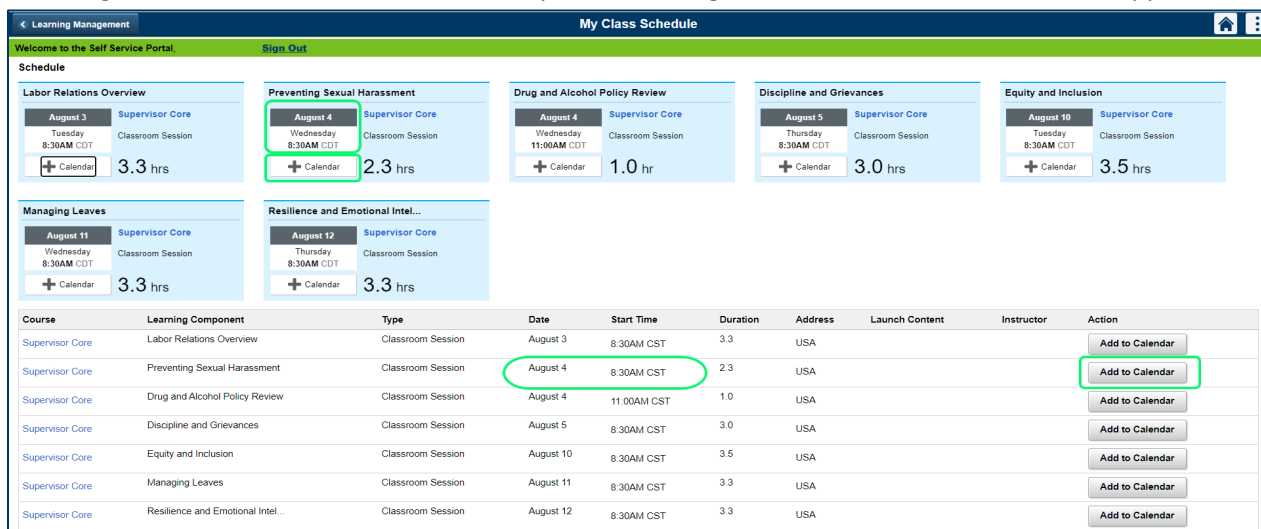 Learning Management My Class Schedule
Welcome to the Self Service Portal, Sign Out
Schedule
Labor Relations Overview
August 3 Supervisor Core
Tuesday Classroom Session
8:30AM CDT
Calendar 3.3 hrs
Preventing Sexual Harassment
August 4 Supervisor Core
Wednesday Classroom Session
8:30AM CDT
Calendar 2.3 hrs
Drug and Alcohol Policy Review
August 4 Supervisor Core
Wednesday Classroom Session
11:00AM CDT
Calendar 1.0 hr
Discipline and Grievances
August 5 Supervisor Core
Thursday Classroom Session
8:30AM CDT
Calendar 3.0 hrs
Equity and Inclusion
August 10 Supervisor Core
Tuesday Classroom Session
8:30AM CDT
Calendar 3.5 hrs
Managing Leaves
August 11 Supervisor Core
Wednesday Classroom Session
8:30AM CDT
Calendar 3.3 hrs
Resilience and Emotional Intel...
August 12 Supervisor Core
Thursday Classroom Session
8:30AM CDT
Calendar 3.3 hrs
Course Learning Component Type Date Start Time Duration Address Launch Content Instructor Action
Supervisor Core Labor Relations Overview Classroom Session August 3 8:30AM CST 3.3 USA Add to Calendar
Supervisor Core Preventing Sexual Harassment Classroom Session August 4 8:30AM CST 2.3 USA Add to Calendar
Supervisor Core Drug and Alcohol Policy Review Classroom Session August 4 11:00AM CST 1.0 USA Add to Calendar
Supervisor Core Discipline and Grievances Classroom Session August 5 8:30AM CST 3.0 USA Add to Calendar
Supervisor Core Equity and Inclusion Classroom Session August 10 8:30AM CST 3.5 USA Add to Calendar
Supervisor Core Managing Leaves Classroom Session August 11 8:30AM CST 3.3 USA Add to Calendar
Supervisor Core Resilience and Emotional Intel... Classroom Session August 12 8:30AM CST 3.3 USA Add to Calendar